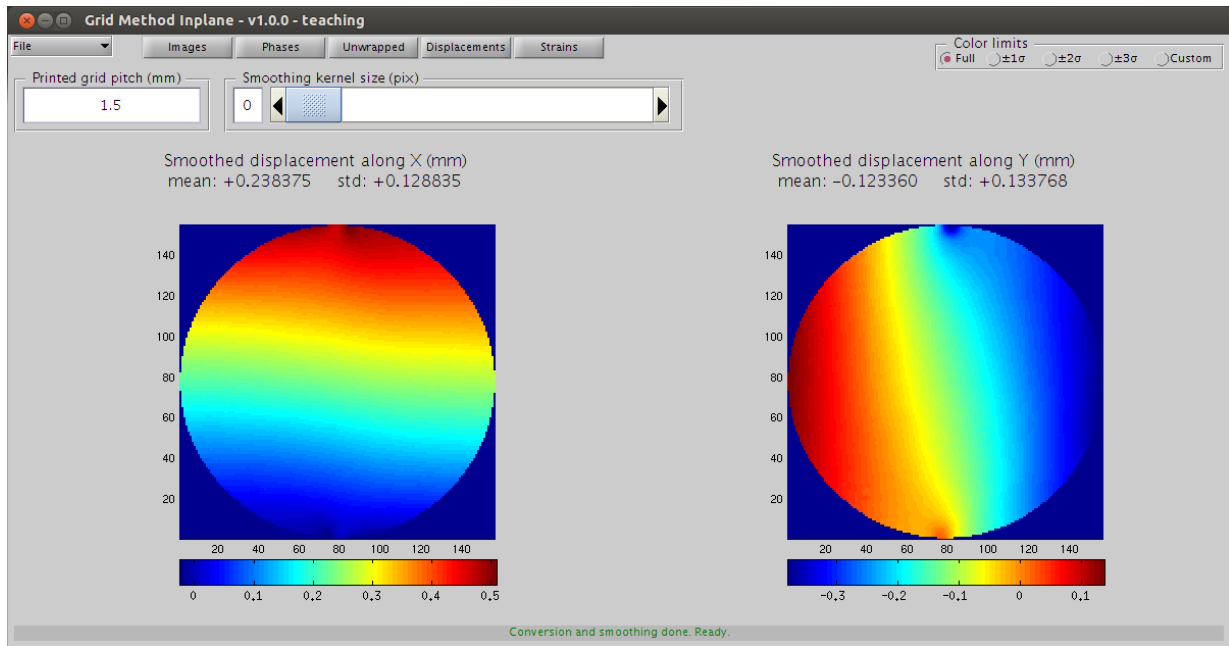 Grid Method Inplane - v1.0.0 - teaching
File Images Phases Unwrapped Displacements Strains
Color limits
Full ±1σ ±2σ ±3σ Custom
Printed grid pitch (mm) Smoothing kernel size (pix)
1.5 0
Smoothed displacement along X (mm)
mean: +0.238375 std: +0.128835
Smoothed displacement along Y (mm)
mean: -0.123360 std: +0.133768
140
120
100
80
60
40
20
20 40 60 80 100 120 140
0 0.1 0.2 0.3 0.4 0.5
140
120
100
80
60
40
20
20 40 60 80 100 120 140
-0.3 -0.2 -0.1 0 0.1
Conversion and smoothing done. Ready.